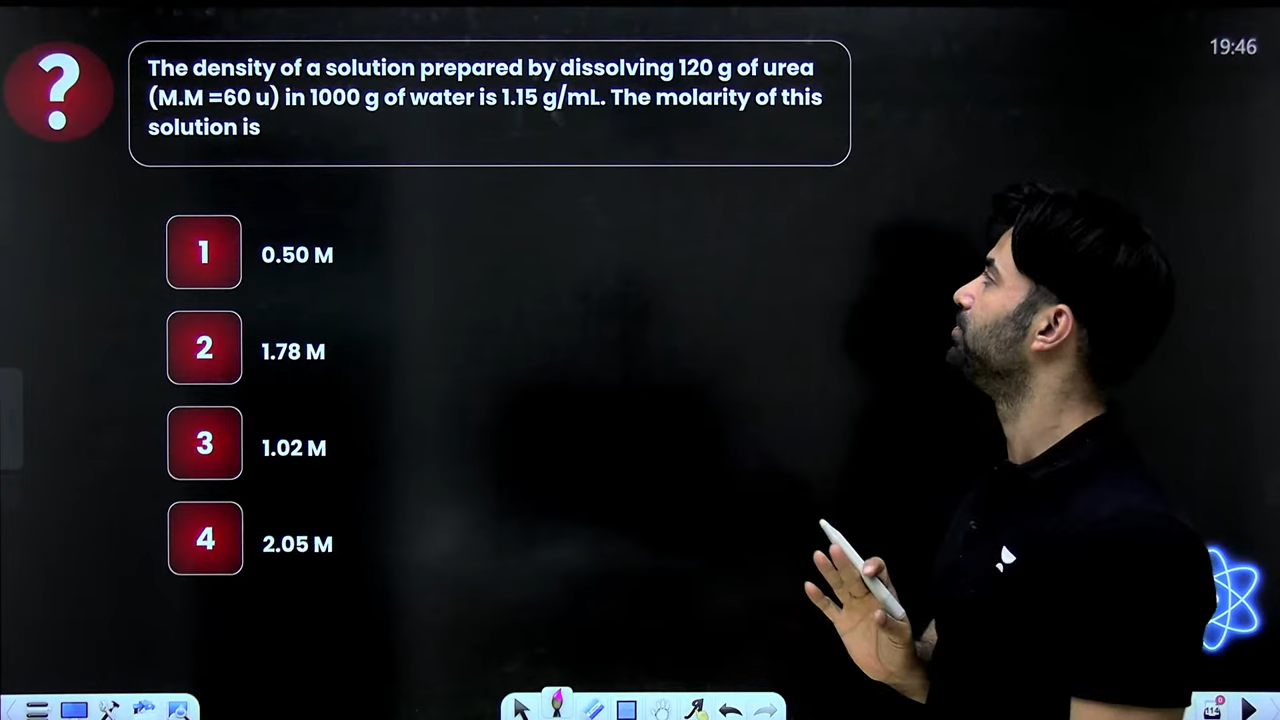 19:46
?
The density of a solution prepared by dissolving 120 g of urea
(M.M =60 u) in 1000 g of water is 1.15 g/mL. The molarity of this
solution is
1 0.50 M
2 1.78 M
3 1.02 M
4 2.05 M